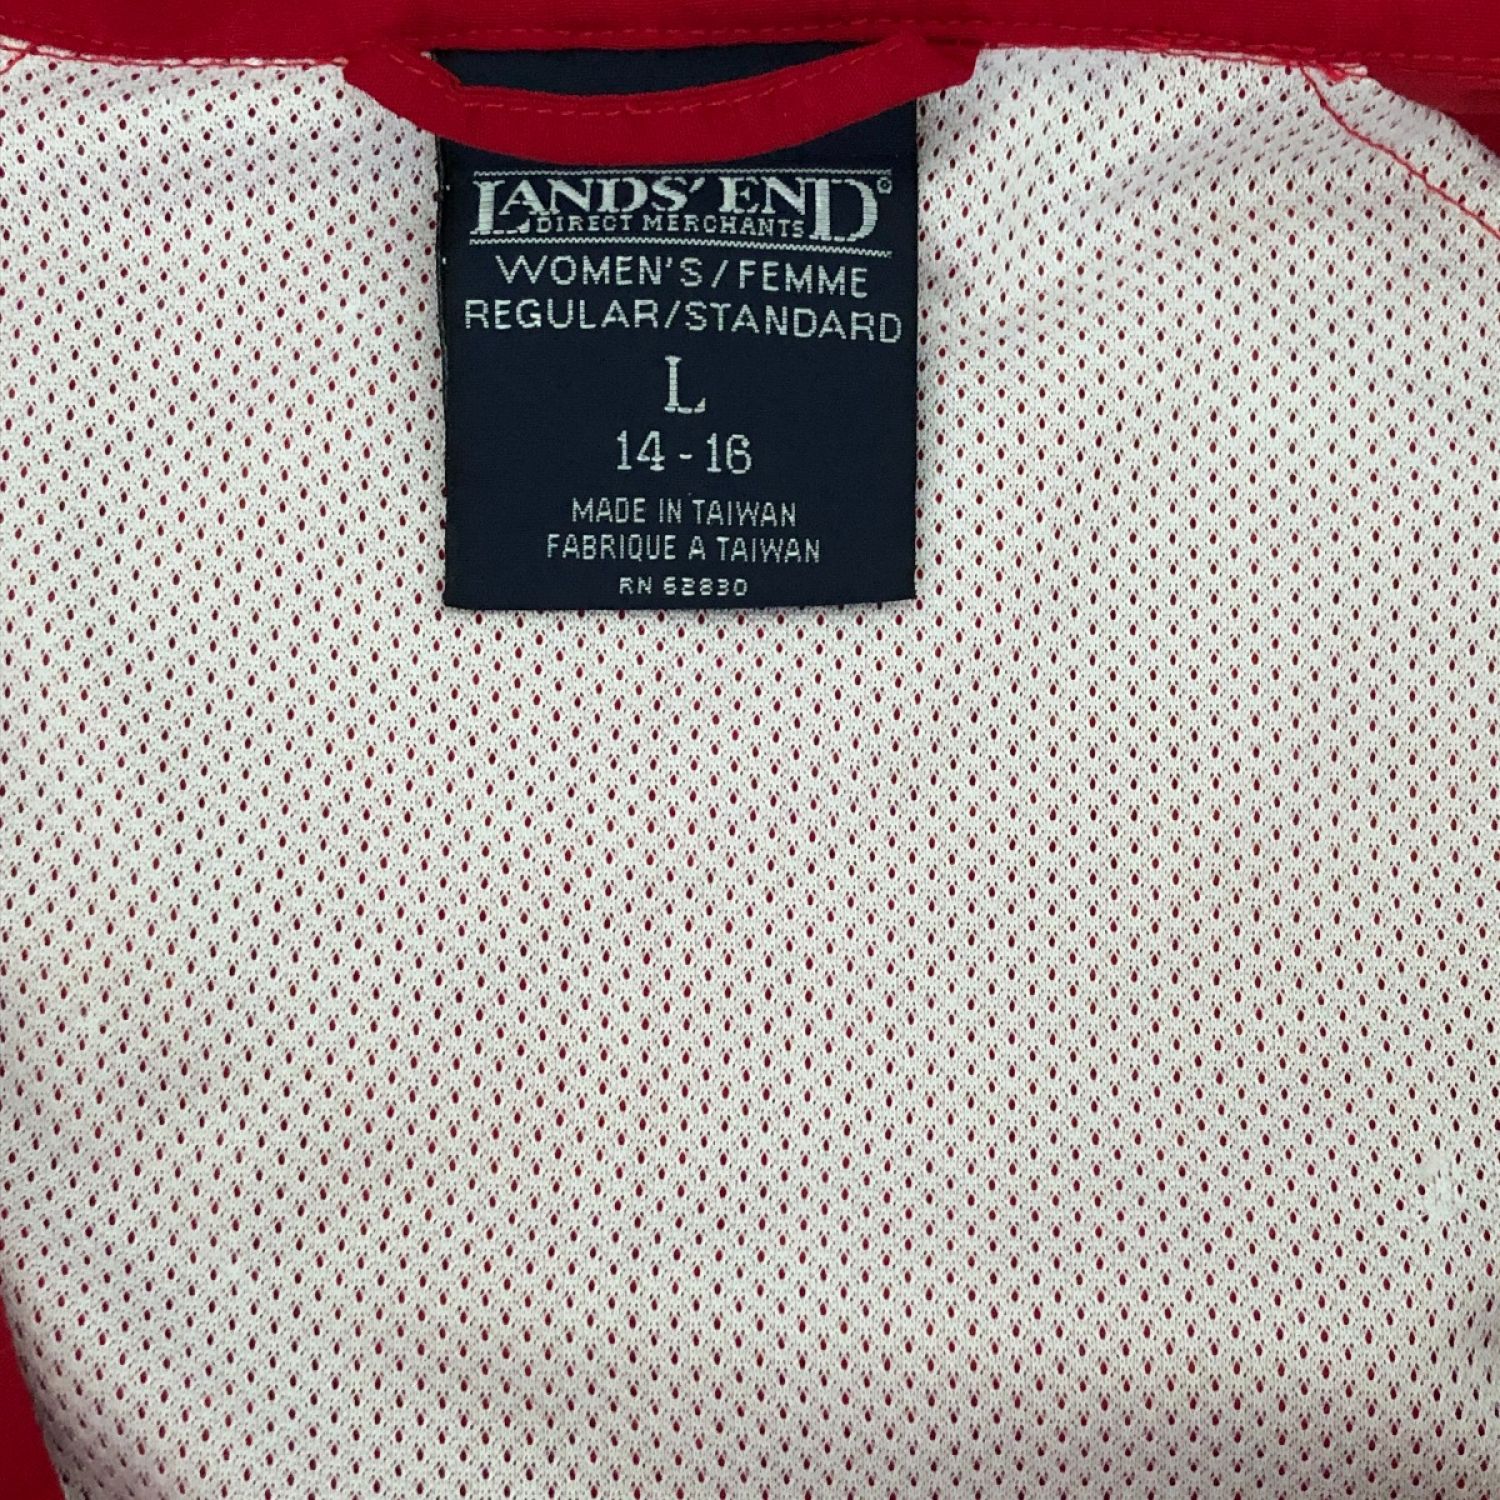 LANDS' END®
DIRECT MERCHANTS
WOMEN'S/FEMME
REGULAR/STANDARD
L
14-16
MADE IN TAIWAN
FABRIQUE A TAIWAN
RN 62830